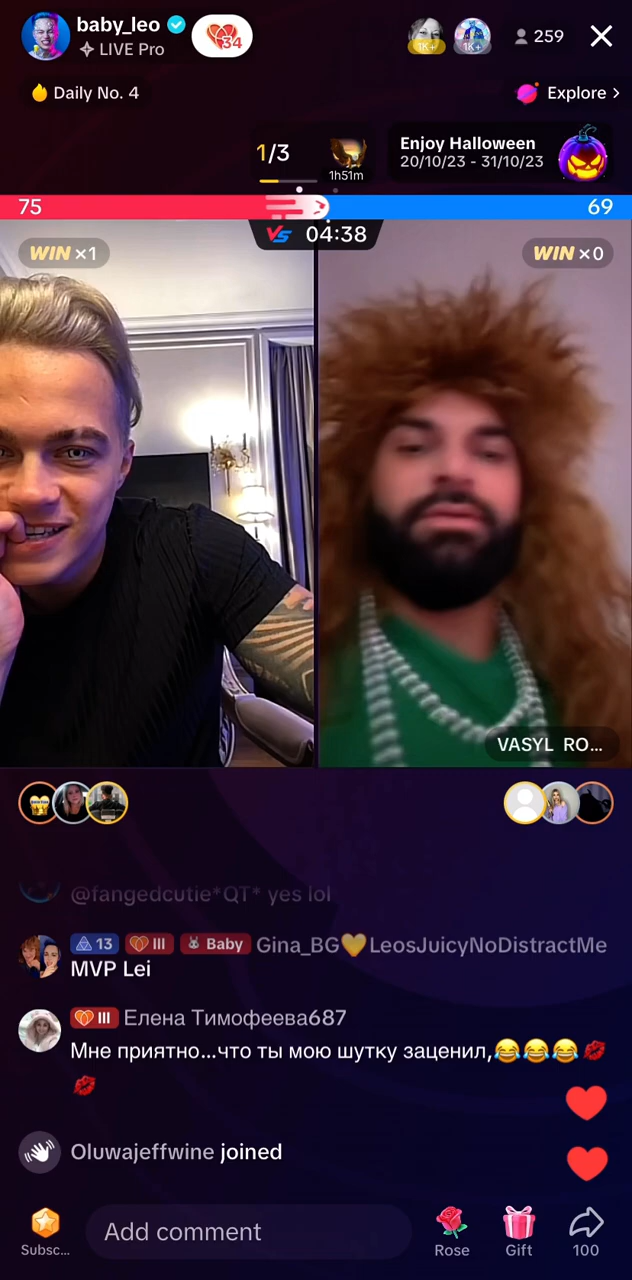 baby_leo
LIVE Pro
34
1K+
1K+
259
Daily No. 4
Explore
1/3
1h51m
Enjoy Halloween
20/10/23 - 31/10/23
75
69
VS 04:38
WIN ×1
WIN ×0
VASYL RO...
@fangedcutie*QT* yes lol
13 III Baby Gina_BG💛LeosJuicyNoDistractMe
MVP Lei
III Елена Тимофеева687
Мне приятно...что ты мою шутку заценил,😂😂😂💋
💋
Oluwajeffwine joined
Subsc...
Add comment
Rose
Gift
100